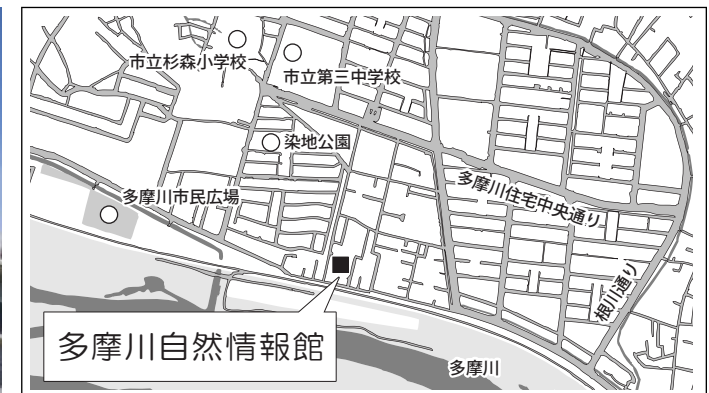 市立杉森小学校
市立第三中学校
染地公園
多摩川市民広場
多摩川住宅中央通り
根川通り
多摩川自然情報館
多摩川